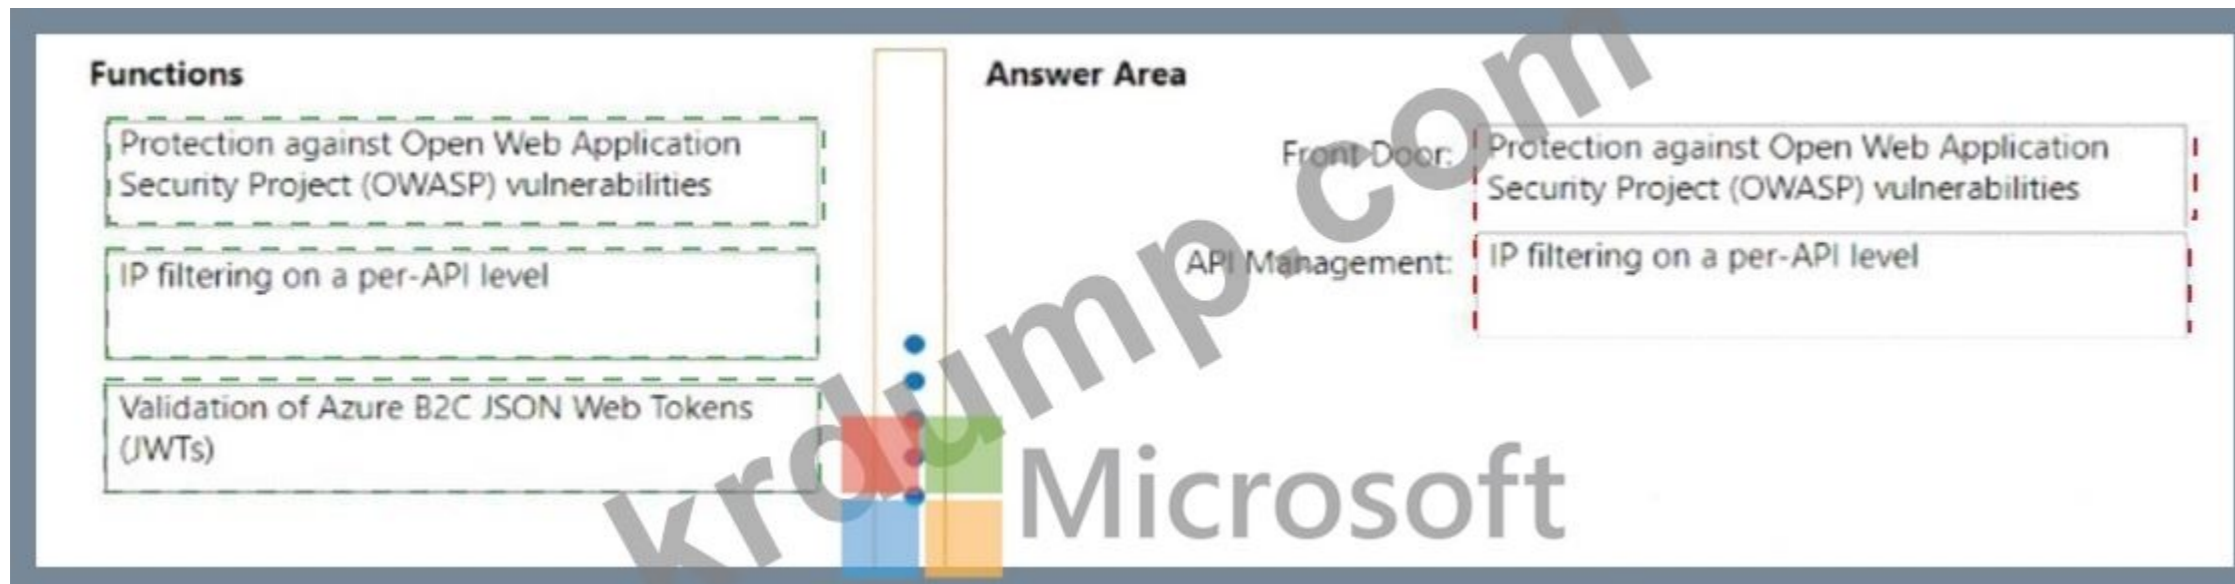 Functions
Protection against Open Web Application
Security Project (OWASP) vulnerabilities
IP filtering on a per-API level
Validation of Azure B2C JSON Web Tokens
(JWTs)
Answer Area
Front Door:
Protection against Open Web Application
Security Project (OWASP) vulnerabilities
API Management:
IP filtering on a per-API level
krdump.com
Microsoft